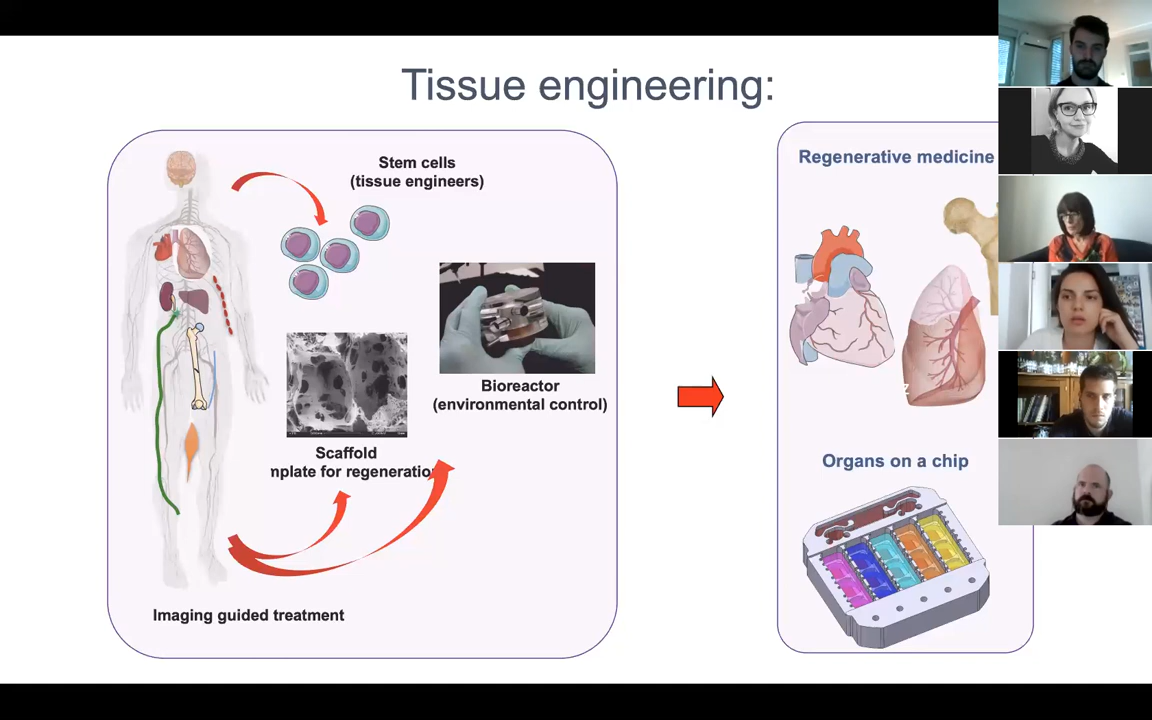 Tissue engineering:
Stem cells
(tissue engineers)
Bioreactor
(environmental control)
Scaffold
nplate for regeneratio
Imaging guided treatment
Regenerative medicine
Organs on a chip